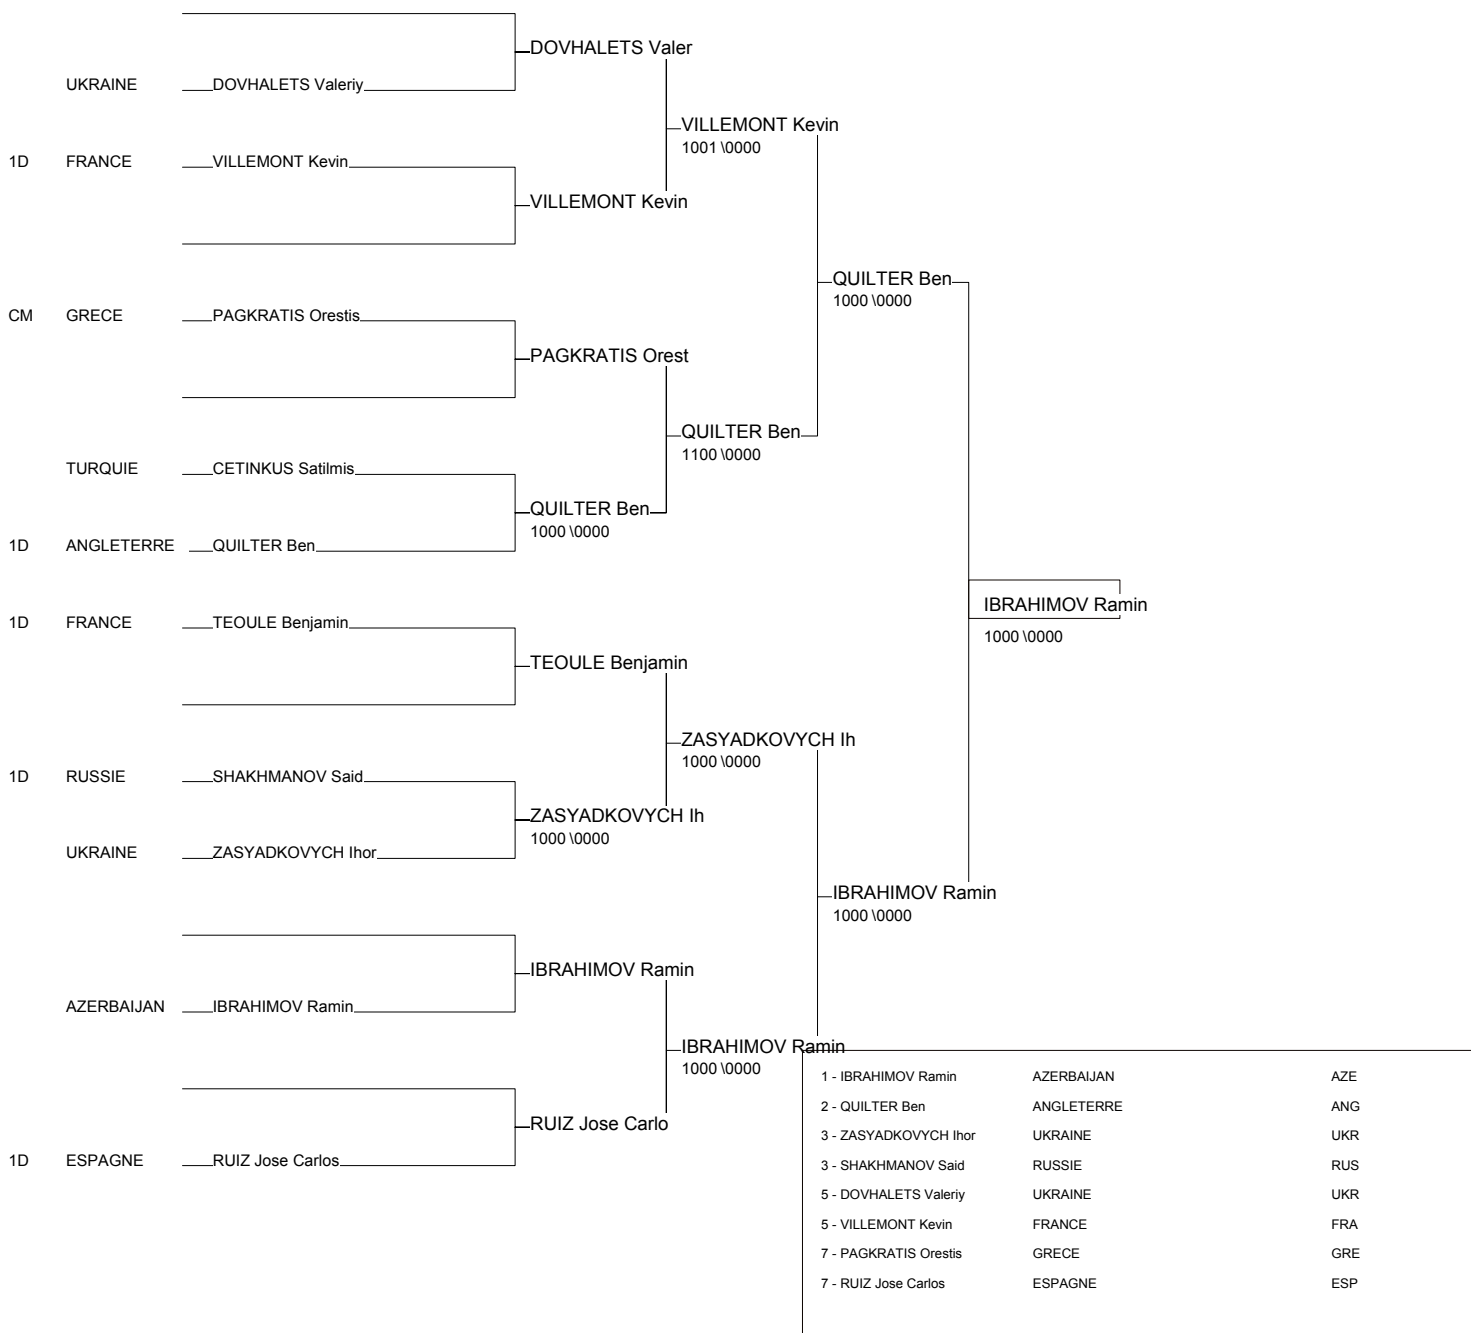 DOVHALETS Valer
UKRAINE DOVHALETS Valeriy
VILLEMONT Kevin
1001 \0000
1D FRANCE VILLEMONT Kevin
VILLEMONT Kevin
QUILTER Ben
1000 \0000
CM GRECE PAGKRATIS Orestis
PAGKRATIS Orest
QUILTER Ben
1100 \0000
TURQUIE CETINKUS Satilmis
QUILTER Ben
1000 \0000
1D ANGLETERRE QUILTER Ben
IBRAHIMOV Ramin
1000 \0000
1D FRANCE TEOULE Benjamin
TEOULE Benjamin
ZASYADKOVYCH Ih
1000 \0000
1D RUSSIE SHAKHMANOV Said
ZASYADKOVYCH Ih
1000 \0000
UKRAINE ZASYADKOVYCH Ihor
IBRAHIMOV Ramin
1000 \0000
IBRAHIMOV Ramin
AZERBAIJAN IBRAHIMOV Ramin
IBRAHIMOV Ramin
1000 \0000
RUIZ Jose Carlo
1D ESPAGNE RUIZ Jose Carlos
1 - IBRAHIMOV Ramin AZERBAIJAN AZE
2 - QUILTER Ben ANGLETERRE ANG
3 - ZASYADKOVYCH Ihor UKRAINE UKR
3 - SHAKHMANOV Said RUSSIE RUS
5 - DOVHALETS Valeriy UKRAINE UKR
5 - VILLEMONT Kevin FRANCE FRA
7 - PAGKRATIS Orestis GRECE GRE
7 - RUIZ Jose Carlos ESPAGNE ESP